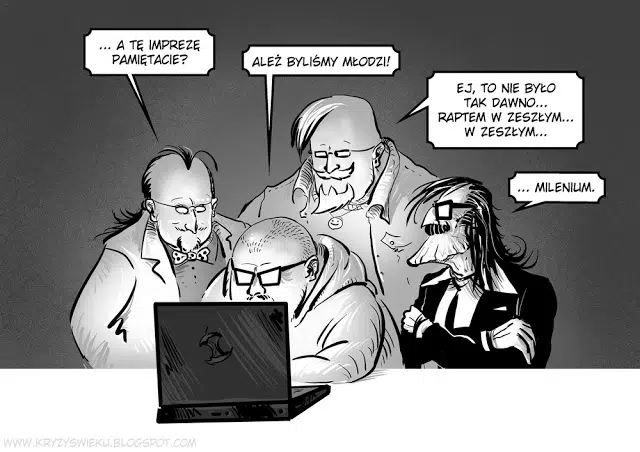 ... A TĘ IMPREZĘ
PAMIĘTACIE?
ALEŻ BYLIŚMY MŁODZI!
EJ, TO NIE BYŁO
TAK DAWNO...
RAPTEM W ZESZŁYM...
W ZESZŁYM...
... MILENIUM.
WWW.KRYZYSWIEKU.BLOGSPOT.COM